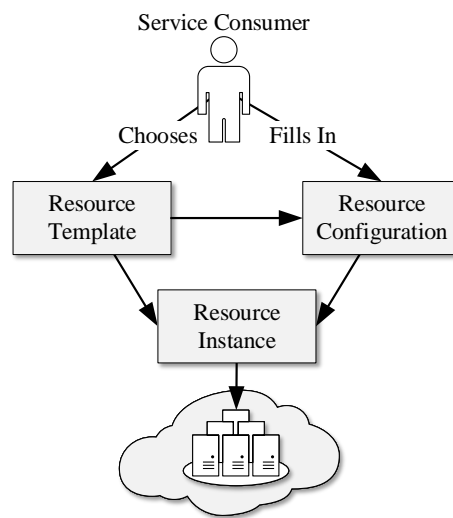 Service Consumer
Chooses
Fills In
Resource
Template
Resource
Configuration
Resource
Instance